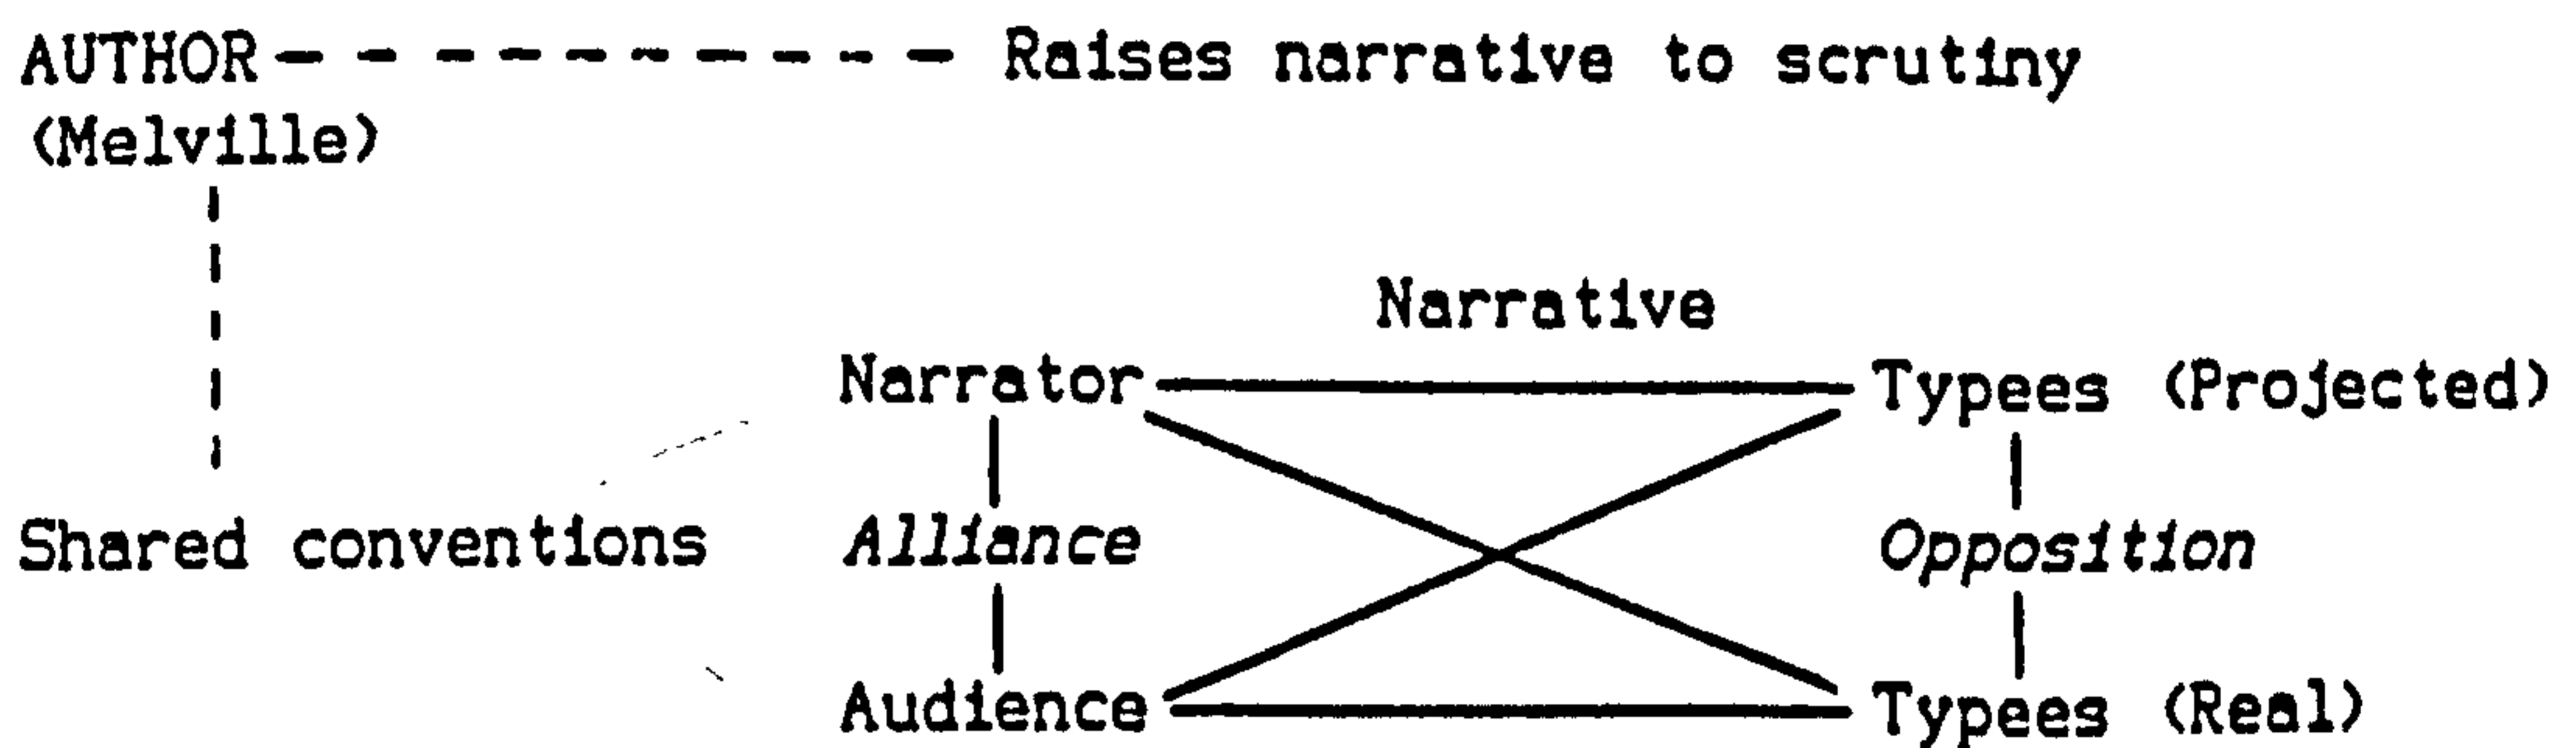 AUTHOR Raises narrative to scrutiny
(Melville)
Narrative
Narrator Typees (Projected)
Shared conventions Alliance Opposition
Audience Typees (Real)